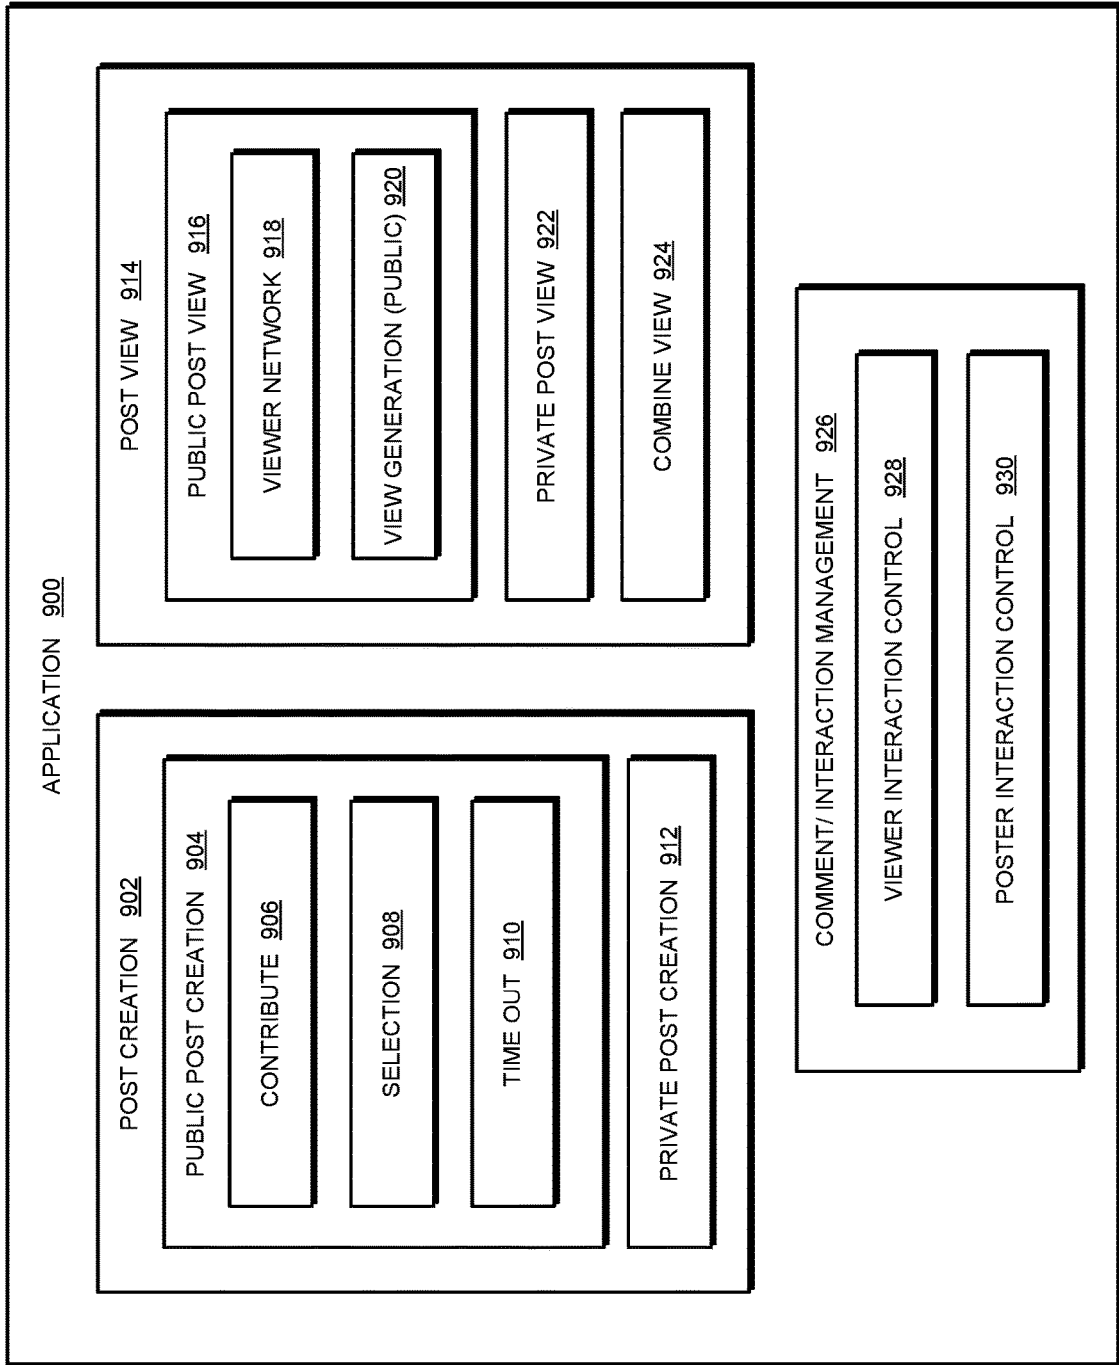 APPLICATION 900
POST CREATION 902
PUBLIC POST CREATION 904
CONTRIBUTE 906
SELECTION 908
TIME OUT 910
PRIVATE POST CREATION 912
POST VIEW 914
PUBLIC POST VIEW 916
VIEWER NETWORK 918
VIEW GENERATION (PUBLIC) 920
PRIVATE POST VIEW 922
COMBINE VIEW 924
COMMENT/ INTERACTION MANAGEMENT 926
VIEWER INTERACTION CONTROL 928
POSTER INTERACTION CONTROL 930